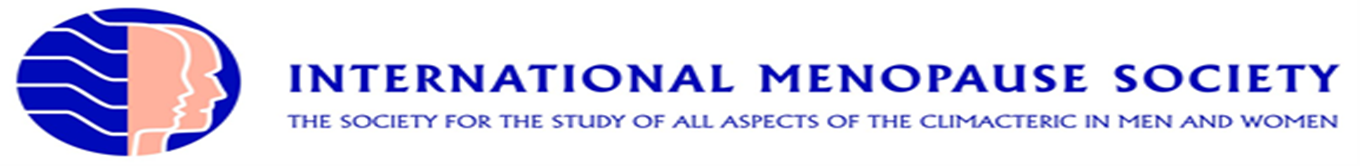 INTERNATIONAL MENOPAUSE SOCIETY
THE SOCIETY FOR THE STUDY OF ALL ASPECTS OF THE CLIMACTERIC IN MEN AND WOMEN